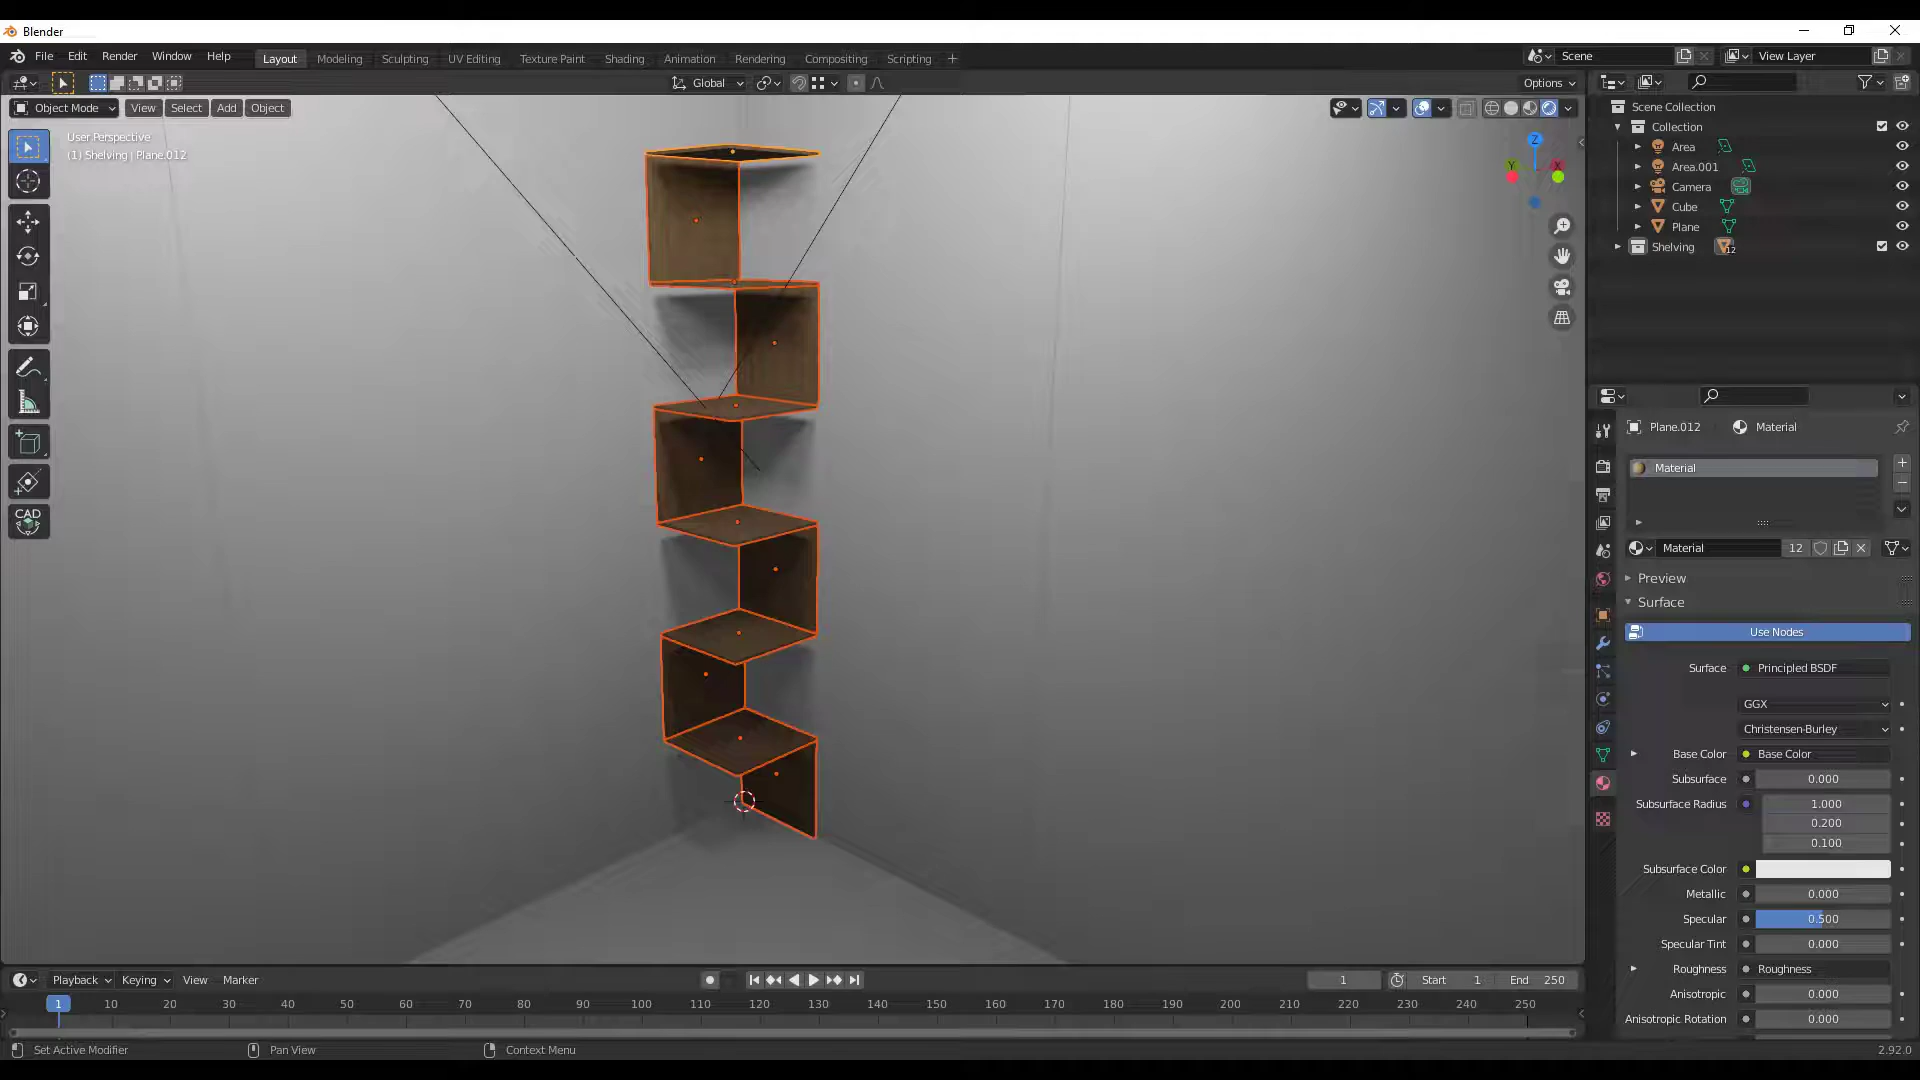 Blender
File Edit Render Window Help
Layout Modeling Sculpting UV Editing Texture Paint Shading Animation Rendering Compositing Scripting +
Scene
View Layer
Global
Options
Object Mode View Select Add Object
User Perspective
(1) Shelving | Plane.012
Z
Y
X
CAD
Scene Collection
Collection
Area
Area.001
Camera
Cube
Plane
Shelving
12
Plane.012 Material
Material
Material 12
Preview
Surface
Use Nodes
Surface Principled BSDF
GGX
Christensen-Burley
Base Color Base Color
Subsurface 0.000
Subsurface Radius 1.000
0.200
0.100
Subsurface Color
Metallic 0.000
Specular 0.500
Specular Tint 0.000
Roughness Roughness
Anisotropic 0.000
Anisotropic Rotation 0.000
Playback Keying View Marker
1 Start 1 End 250
1 10 20 30 40 50 60 70 80 90 100 110 120 130 140 150 160 170 180 190 200 210 220 230 240 250
Set Active Modifier Pan View Context Menu
2.92.0